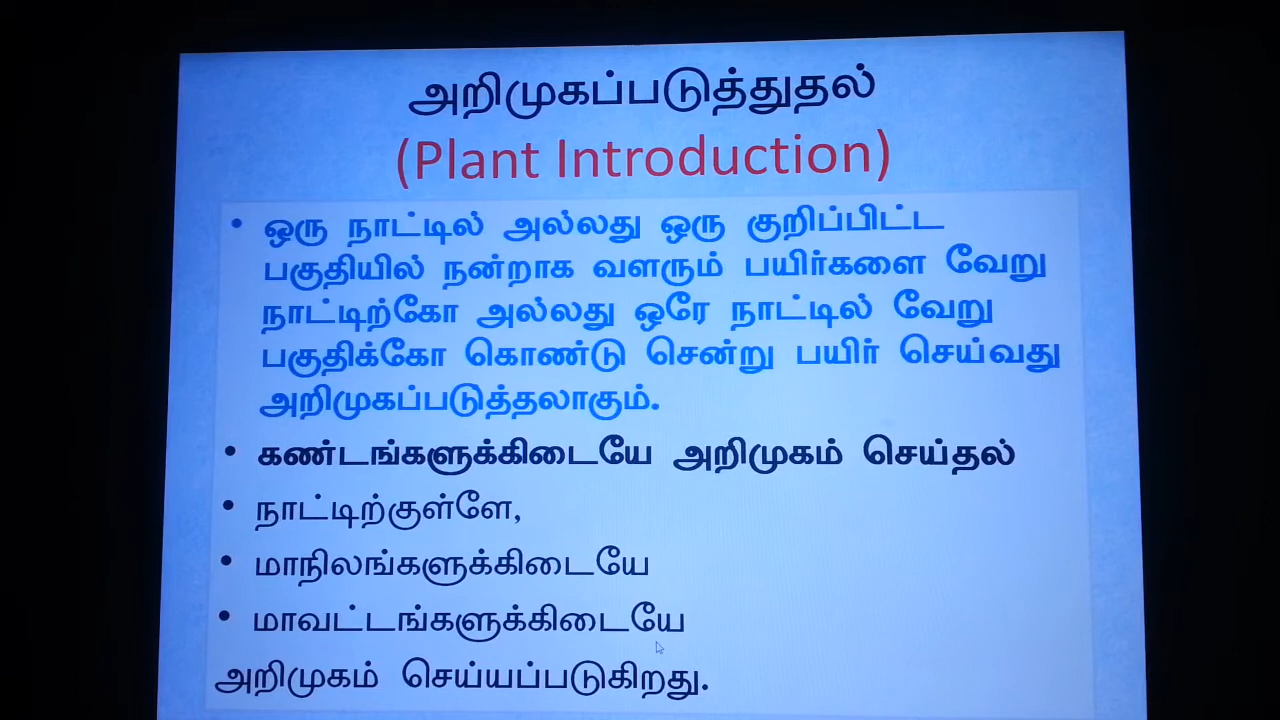 அறிமுகப்படுத்துதல்
(Plant Introduction)
• ஒரு நாட்டில் அல்லது ஒரு குறிப்பிட்ட
பகுதியில் நன்றாக வளரும் பயிர்களை வேறு
நாட்டிற்கோ அல்லது ஒரே நாட்டில் வேறு
பகுதிக்கோ கொண்டு சென்று பயிர் செய்வது
அறிமுகப்படுத்தலாகும்.
• கண்டங்களுக்கிடையே அறிமுகம் செய்தல்
• நாட்டிற்குள்ளே,
• மாநிலங்களுக்கிடையே
• மாவட்டங்களுக்கிடையே
அறிமுகம் செய்யப்படுகிறது.